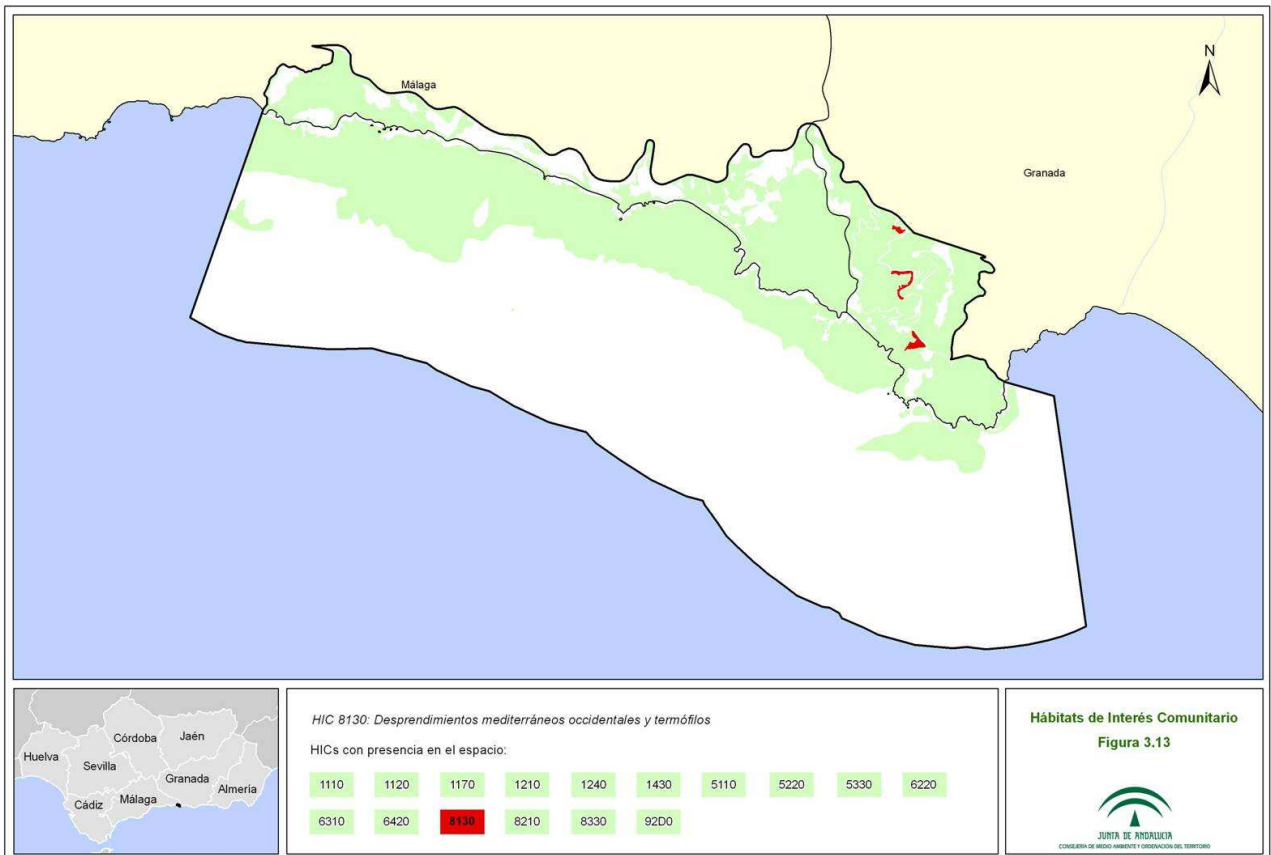 N
Málaga
Granada
Huelva
Sevilla
Córdoba
Jaén
Granada
Almería
Cádiz
Málaga
HIC 8130: Desprendimientos mediterráneos occidentales y termófilos
HICs con presencia en el espacio:
1110 1120 1170 1210 1240 1430 5110 5220 5330 6220
6310 6420 8130 8210 8330 92D0
Hábitats de Interés Comunitario
Figura 3.13
JUNTA DE ANDALUCIA
CONSEJERIA DE MEDIO AMBIENTE Y ORDENACION DEL TERRITORIO